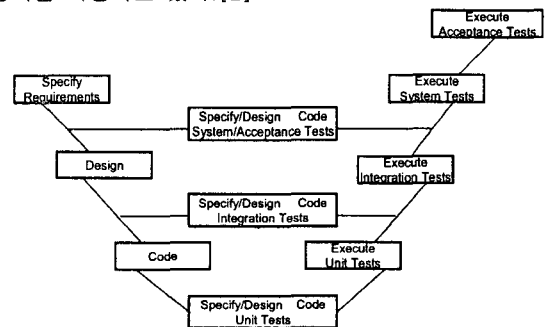 Execute
Acceptance Tests
Specify
Requirements
Execute
System Tests
Specify/Design Code
System/Acceptance Tests
Design
Execute
Integration Tests
Specify/Design Code
Integration Tests
Code
Execute
Unit Tests
Specify/Design Code
Unit Tests